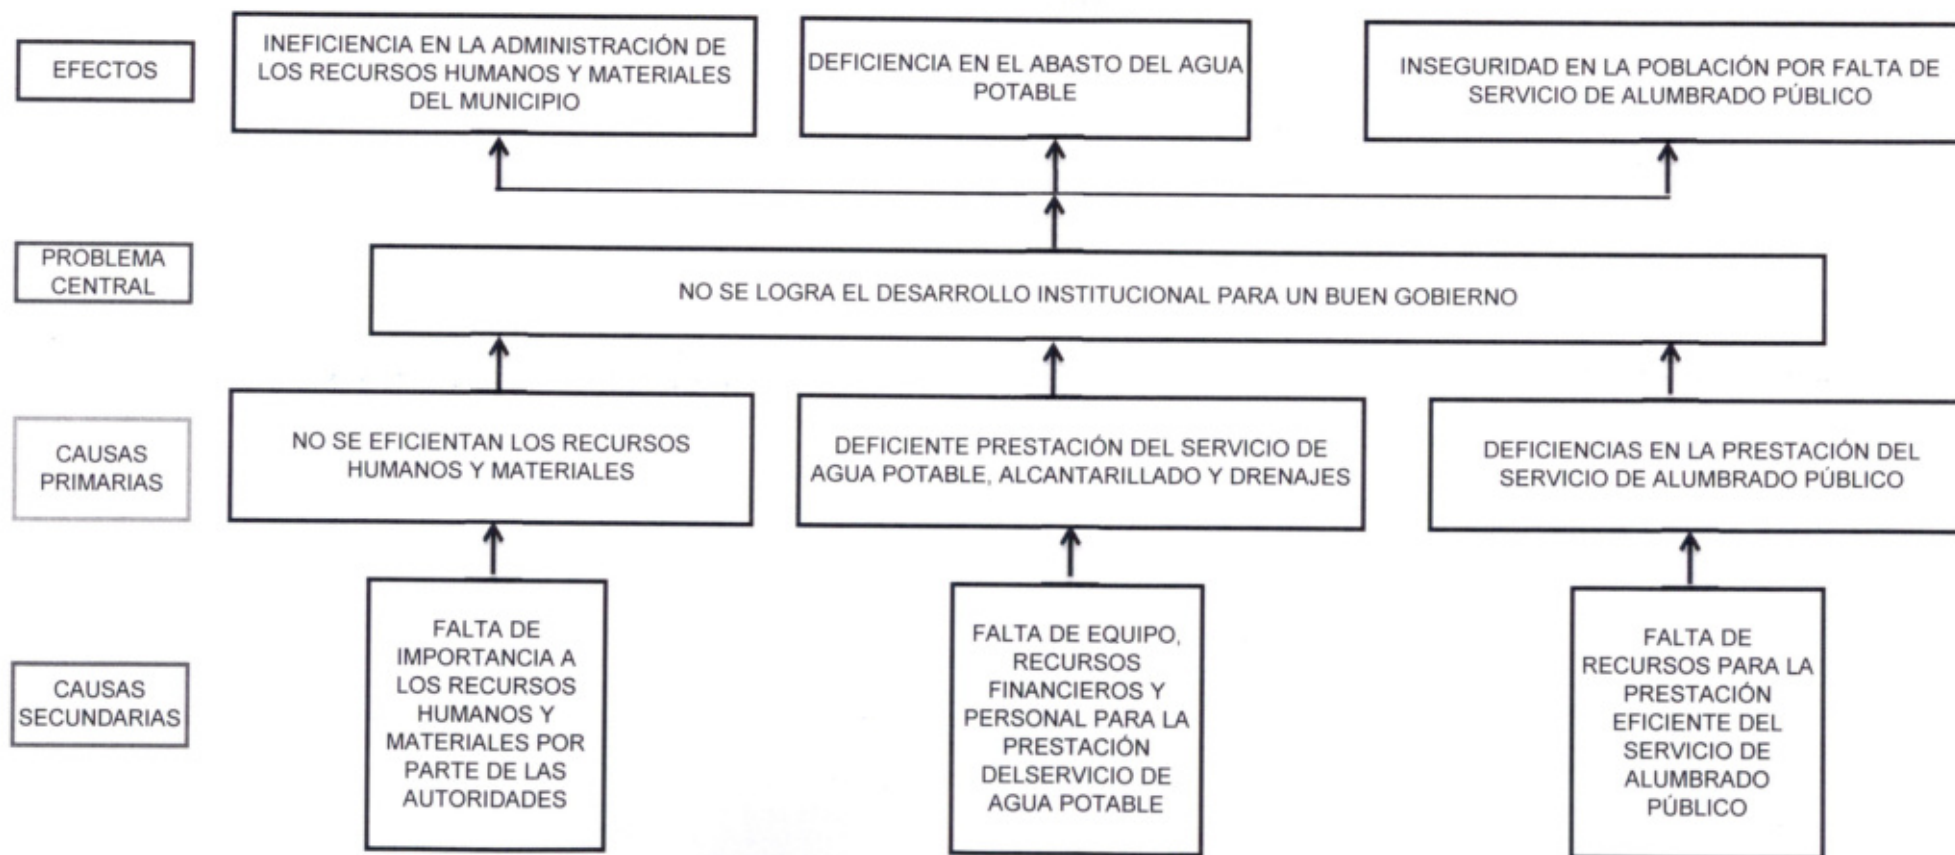 EFECTOS
INEFICIENCIA EN LA ADMINISTRACIÓN DE
LOS RECURSOS HUMANOS Y MATERIALES
DEL MUNICIPIO
DEFICIENCIA EN EL ABASTO DEL AGUA
POTABLE
INSEGURIDAD EN LA POBLACIÓN POR FALTA DE
SERVICIO DE ALUMBRADO PÚBLICO
PROBLEMA
CENTRAL
NO SE LOGRA EL DESARROLLO INSTITUCIONAL PARA UN BUEN GOBIERNO
CAUSAS
PRIMARIAS
NO SE EFICIENTAN LOS RECURSOS
HUMANOS Y MATERIALES
DEFICIENTE PRESTACIÓN DEL SERVICIO DE
AGUA POTABLE, ALCANTARILLADO Y DRENAJES
DEFICIENCIAS EN LA PRESTACIÓN DEL
SERVICIO DE ALUMBRADO PÚBLICO
CAUSAS
SECUNDARIAS
FALTA DE
IMPORTANCIA A
LOS RECURSOS
HUMANOS Y
MATERIALES POR
PARTE DE LAS
AUTORIDADES
FALTA DE EQUIPO,
RECURSOS
FINANCIEROS Y
PERSONAL PARA LA
PRESTACIÓN
DELSERVICIO DE
AGUA POTABLE
FALTA DE
RECURSOS PARA LA
PRESTACIÓN
EFICIENTE DEL
SERVICIO DE
ALUMBRADO
PÚBLICO